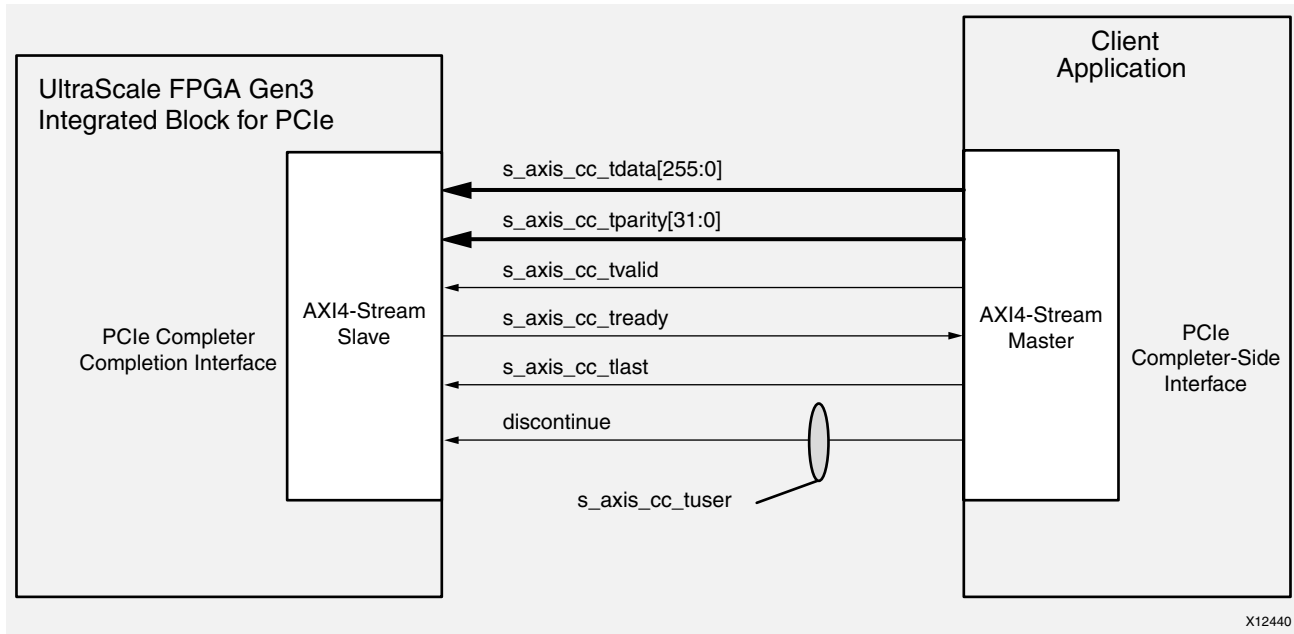 UltraScale FPGA Gen3
Integrated Block for PCIe
Client
Application
s_axis_cc_tdata[255:0]
s_axis_cc_tparity[31:0]
s_axis_cc_tvalid
AXI4-Stream
Slave
s_axis_cc_tready
AXI4-Stream
Master
PCIe Completer
Completion Interface
PCIe
Completer-Side
Interface
s_axis_cc_tlast
discontinue
s_axis_cc_tuser
X12440